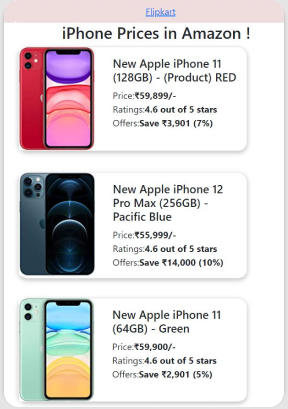 Flipkart
iPhone Prices in Amazon !
New Apple iPhone 11
(128GB) - (Product) RED
Price:₹59,899/-
Ratings:4.6 out of 5 stars
Offers:Save ₹3,901 (7%)
New Apple iPhone 12
Pro Max (256GB) -
Pacific Blue
Price:₹55,999/-
Ratings:4.6 out of 5 stars
Offers:Save ₹14,000 (10%)
New Apple iPhone 11
(64GB) - Green
Price:₹59,900/-
Ratings:4.6 out of 5 stars
Offers:Save ₹2,901 (5%)